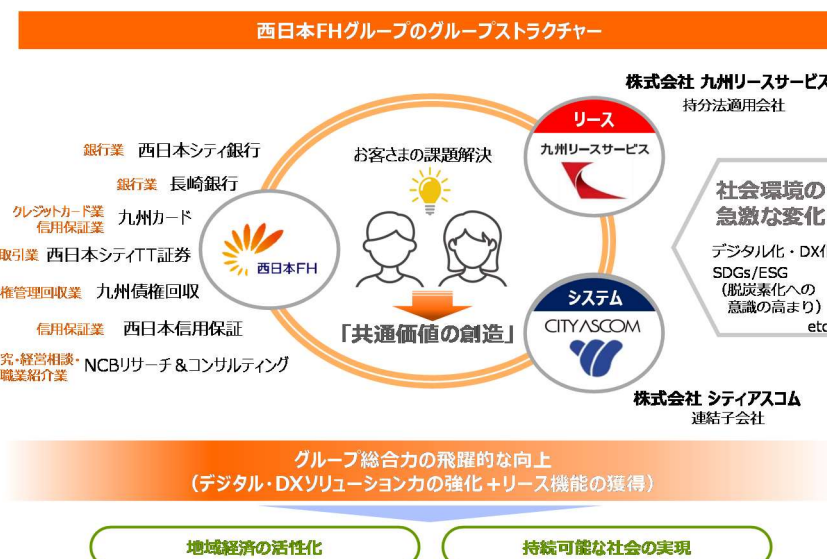 西日本FHグループのグループストラクチャー
株式会社 九州リースサービス
持分法適用会社
リース
九州リースサービス
お客さまの課題解決
銀行業 西日本シティ銀行
銀行業 長崎銀行
クレジットカード業
信用保証業
九州カード
取引業 西日本シティTT証券
権管理回収業 九州債権回収
信用保証業 西日本信用保証
究・経営相談・
職業紹介業
NCBリサーチ&コンサルティング
西日本FH
「共通価値の創造」
社会環境の
急激な変化
デジタル化・DX化
SDGs/ESG
(脱炭素化への
意識の高まり)
etc
システム
CITYASCOM
株式会社 シティアスコム
連結子会社
グループ総合力の飛躍的な向上
(デジタル・DXソリューション力の強化+リース機能の獲得)
地域経済の活性化
持続可能な社会の実現